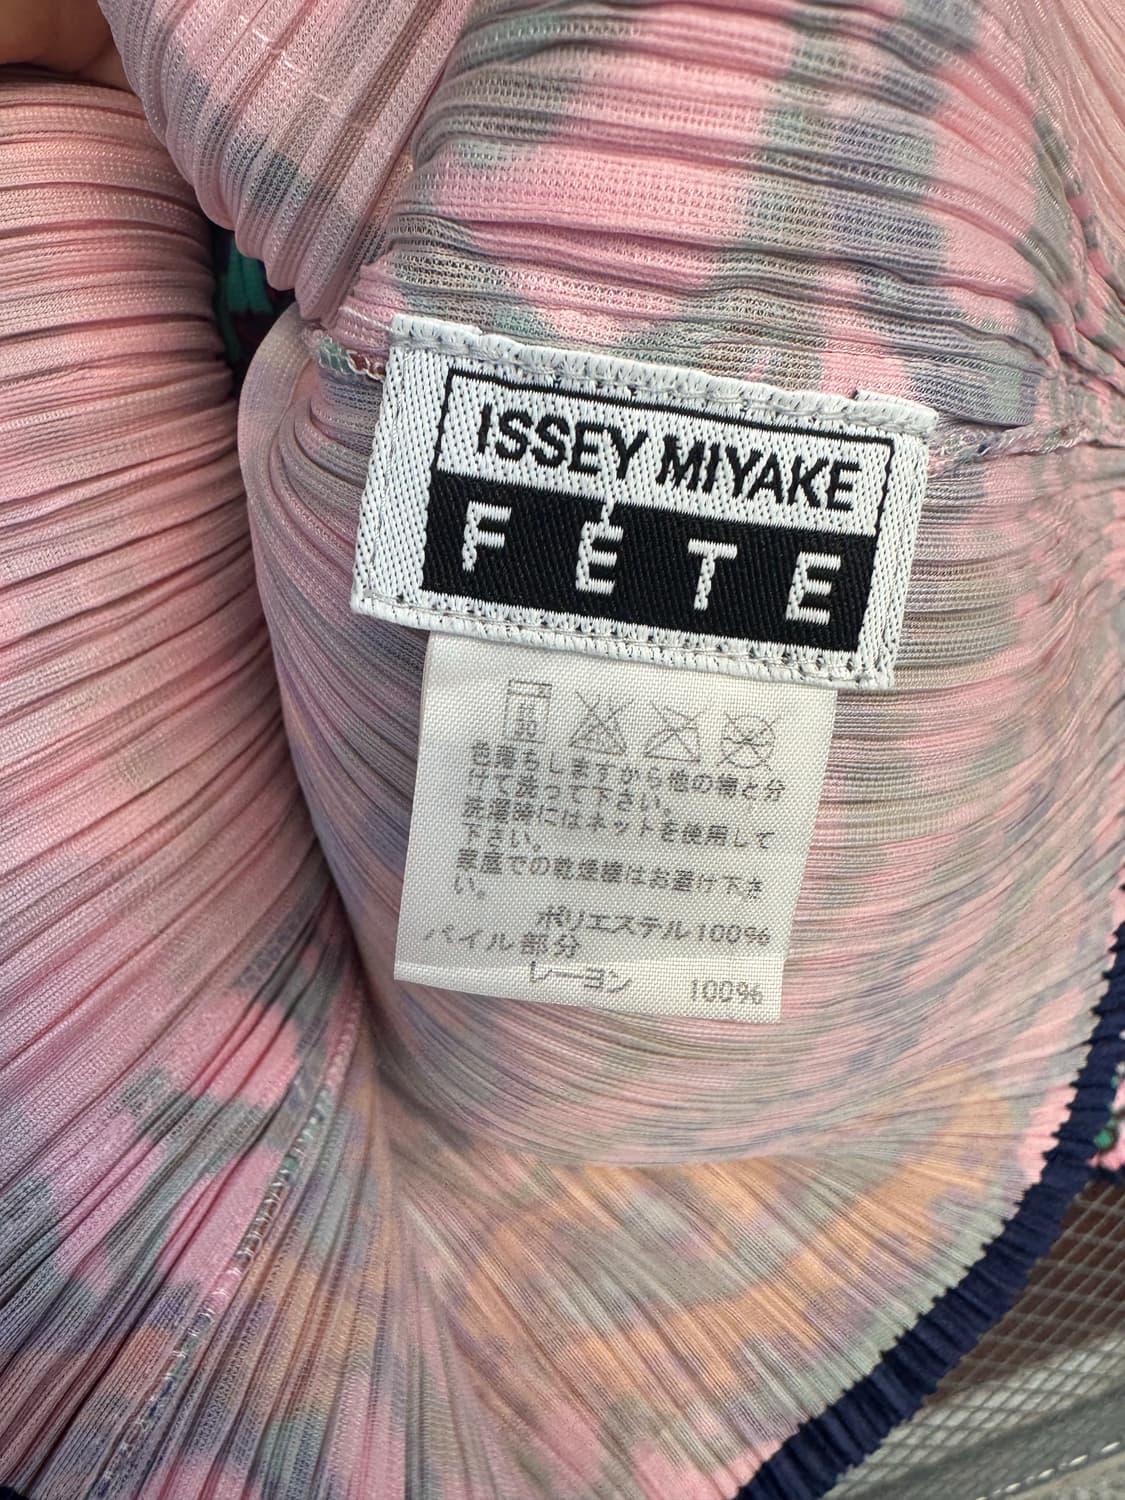 ISSEY MIYAKE
FÊTE
色落ちしますから他の物と分
けて洗って下さい。
洗濯時にはネットを使用して
下さい。
車輌での乾燥機はお避け下さ
い。
ポリエステル100%
パイル部分
レーヨン 100%